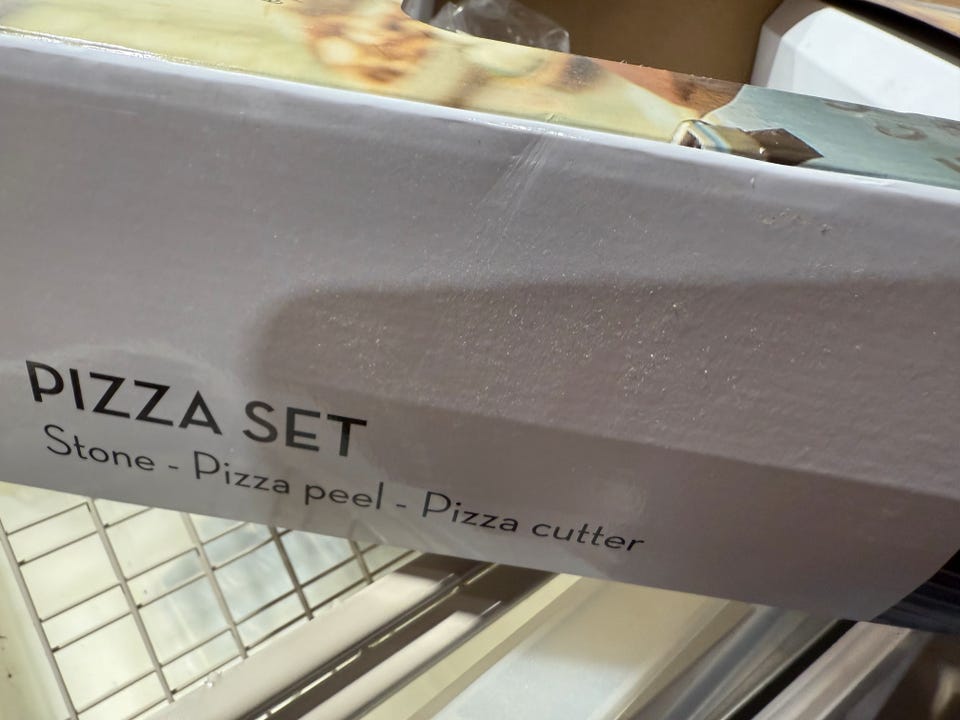 PIZZA SET
Stone - Pizza peel - Pizza cutter